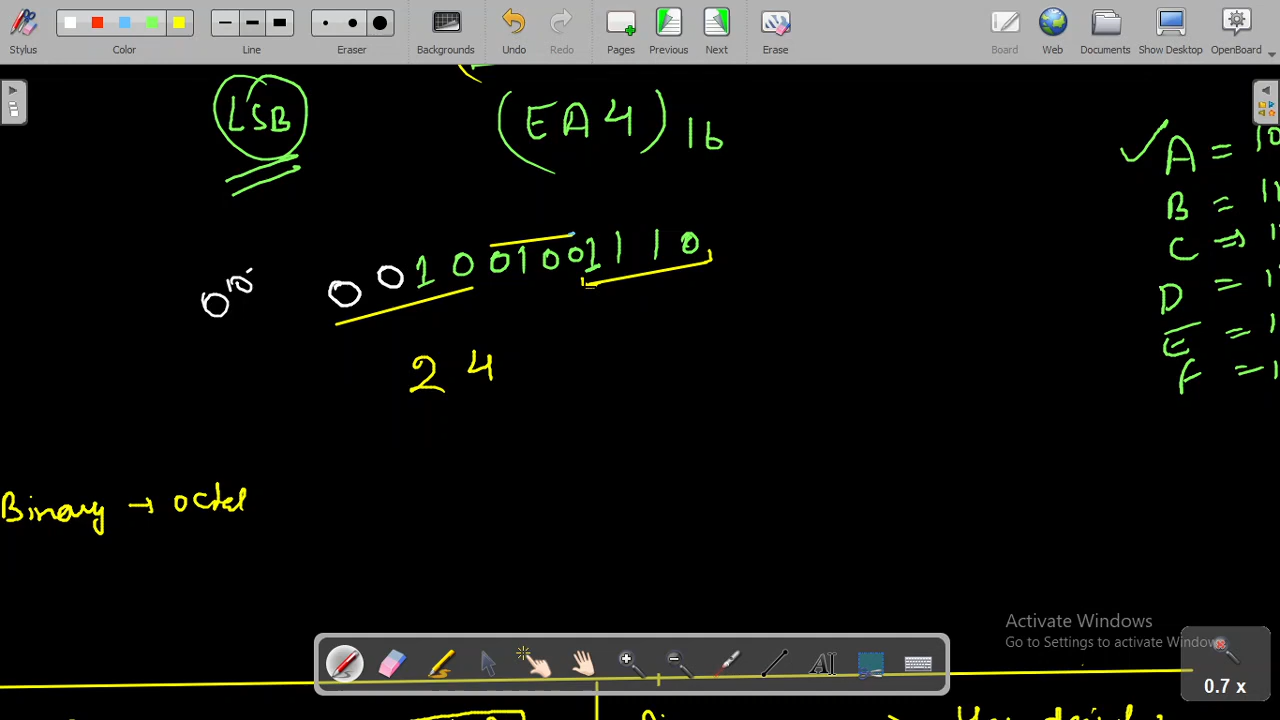 Stylus Color Line Eraser Backgrounds Undo Redo Pages Previous Next Erase Board Web Documents Show Desktop OpenBoard
LSB
(EA4)16
A = 10
B = 1
C => 1
D = 1
E = 1
F = 1
00
0 0 1 0 0 1 0 0 1 1 1 0
2 4
Binary → octal
Activate Windows
Go to Settings to activate Windows.
0.7 x